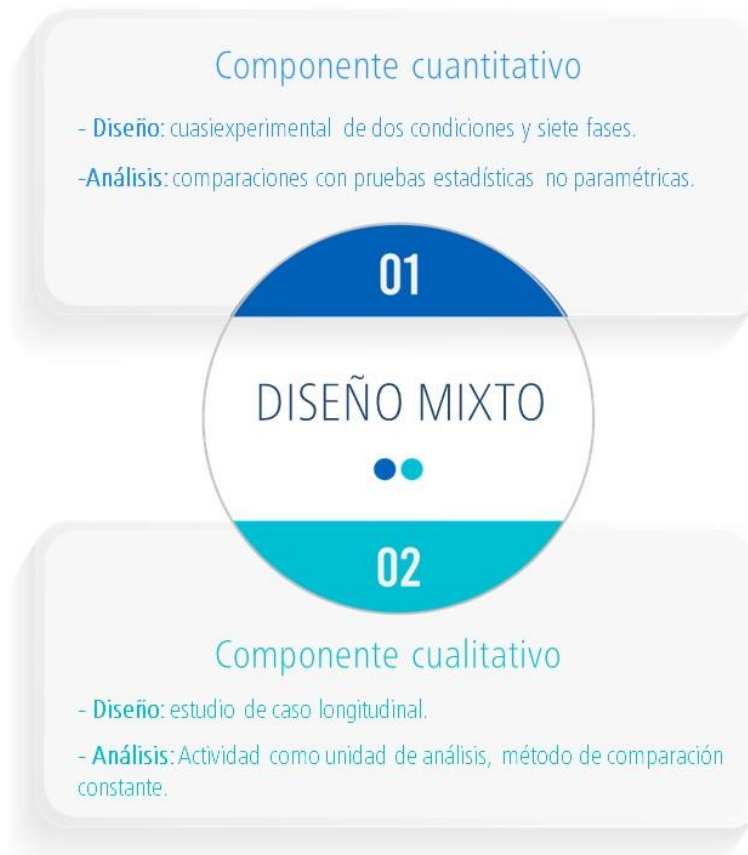 Componente cuantitativo
- Diseño: cuasiexperimental de dos condiciones y siete fases.
-Análisis: comparaciones con pruebas estadísticas no paramétricas.
01
DISEÑO MIXTO
02
Componente cualitativo
- Diseño: estudio de caso longitudinal.
- Análisis: Actividad como unidad de análisis, método de comparación
constante.